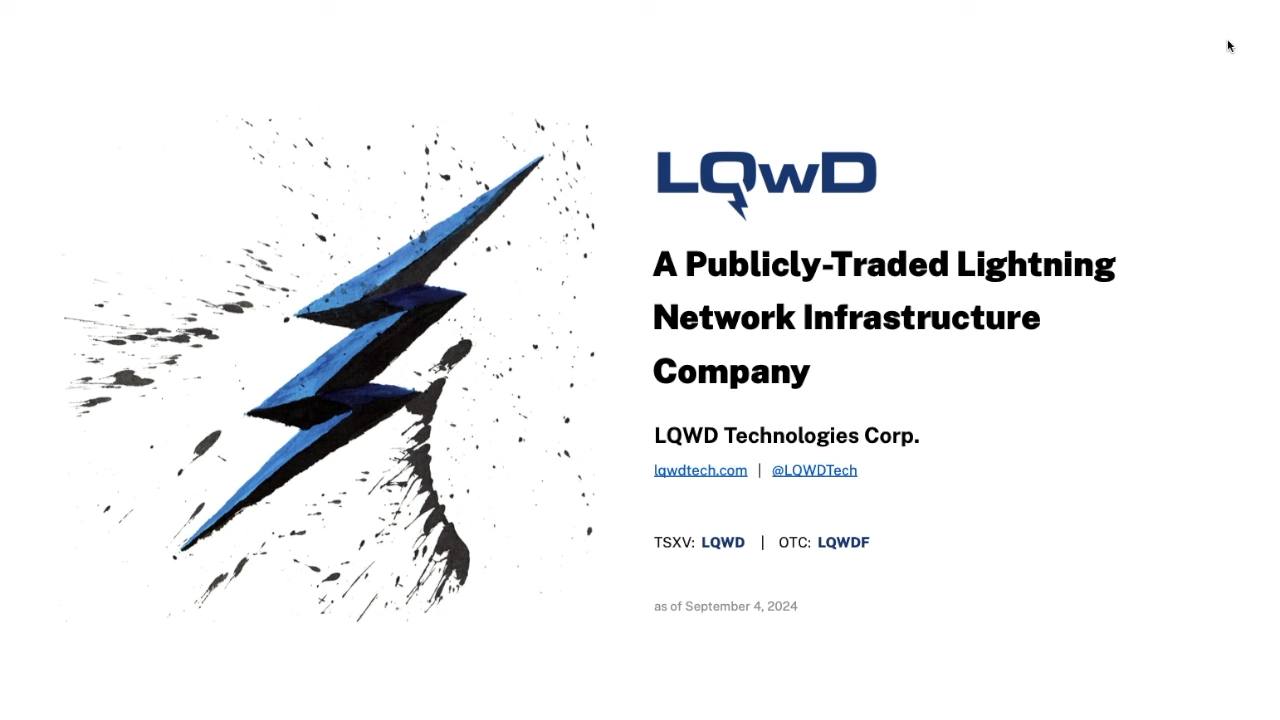 LQwD
A Publicly-Traded Lightning
Network Infrastructure
Company
LQWD Technologies Corp.
lqwdtech.com | @LQWDTech
TSXV: LQWD | OTC: LQWDF
as of September 4, 2024